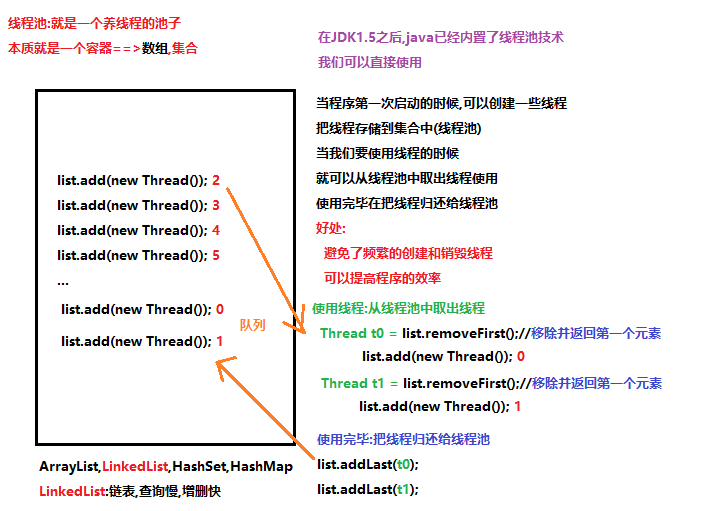 线程池:就是一个养线程的池子
本质就是一个容器==>数组,集合
在JDK1.5之后,java已经内置了线程池技术
我们可以直接使用
当程序第一次启动的时候,可以创建一些线程
把线程存储到集合中(线程池)
当我们要使用线程的时候
就可以从线程池中取出线程使用
使用完毕在把线程归还给线程池
好处:
避免了频繁的创建和销毁线程
可以提高程序的效率
list.add(new Thread()); 2
list.add(new Thread()); 3
list.add(new Thread()); 4
list.add(new Thread()); 5
...
list.add(new Thread()); 0
list.add(new Thread()); 1
队列
使用线程:从线程池中取出线程
Thread t0 = list.removeFirst();//移除并返回第一个元素
list.add(new Thread()); 0
Thread t1 = list.removeFirst();//移除并返回第一个元素
list.add(new Thread()); 1
使用完毕:把线程归还给线程池
list.addLast(t0);
list.addLast(t1);
ArrayList,LinkedList,HashSet,HashMap
LinkedList:链表,查询慢,增删快